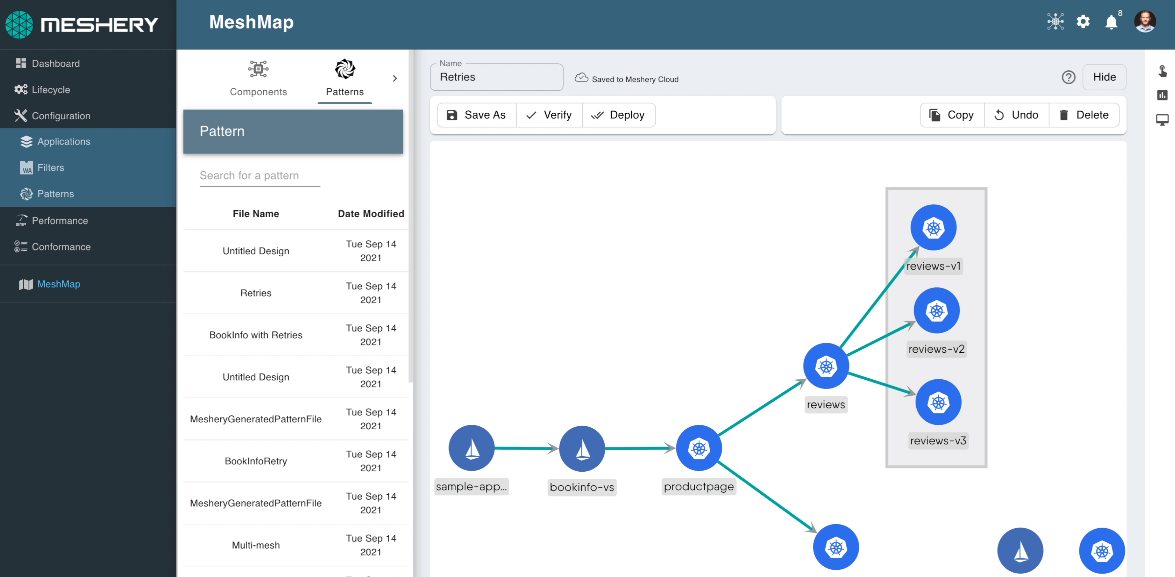 MESHERY
MeshMap
8
Dashboard
Lifecycle
Configuration
Applications
WA
Filters
Patterns
Performance
Conformance
MeshMap
Components
Patterns
Pattern
Search for a pattern
File Name Date Modified
Untitled Design Tue Sep 14
2021
Retries Tue Sep 14
2021
BookInfo with Retries Tue Sep 14
2021
Untitled Design Tue Sep 14
2021
MesheryGeneratedPatternFile Tue Sep 14
2021
BookInfoRetry Tue Sep 14
2021
MesheryGeneratedPatternFile Tue Sep 14
2021
Multi-mesh Tue Sep 14
2021
Name
Retries
Saved to Meshery Cloud
?
Hide
Save As
Verify
Deploy
Copy
Undo
Delete
reviews-v1
reviews-v2
reviews
reviews-v3
sample-app...
bookinfo-vs
productpage